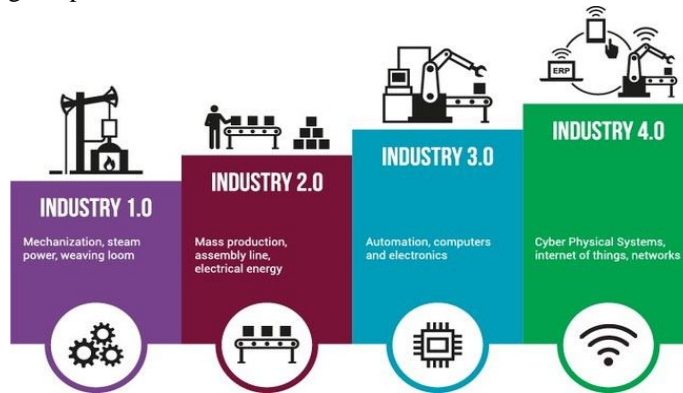 ERP
INDUSTRY 1.0
INDUSTRY 2.0
INDUSTRY 3.0
INDUSTRY 4.0
Mechanization, steam
power, weaving loom
Mass production,
assembly line,
electrical energy
Automation, computers
and electronics
Cyber Physical Systems,
internet of things, networks